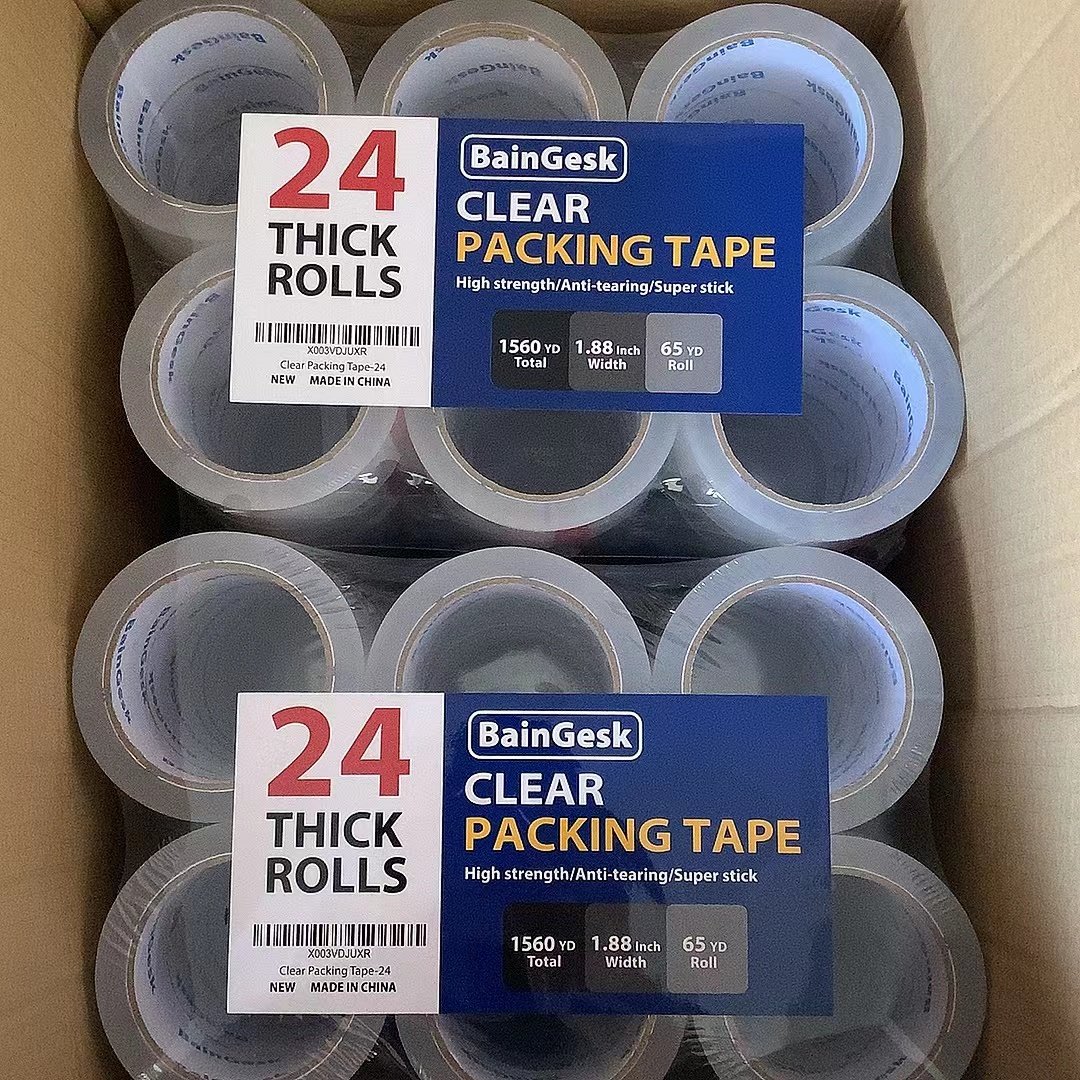 24
THICK
ROLLS
X003VDJUXR
Clear Packing Tape-24
NEW MADE IN CHINA
BainGesk
CLEAR
PACKING TAPE
High strength/Anti-tearing/Super stick
1560 YD 1.88 Inch 65 YD
Total Width Roll
24
THICK
ROLLS
X003VDJUXR
Clear Packing Tape-24
NEW MADE IN CHINA
BainGesk
CLEAR
PACKING TAPE
High strength/Anti-tearing/Super stick
1560 YD 1.88 Inch 65 YD
Total Width Roll
BainGesk
BainGesk
BainGesk